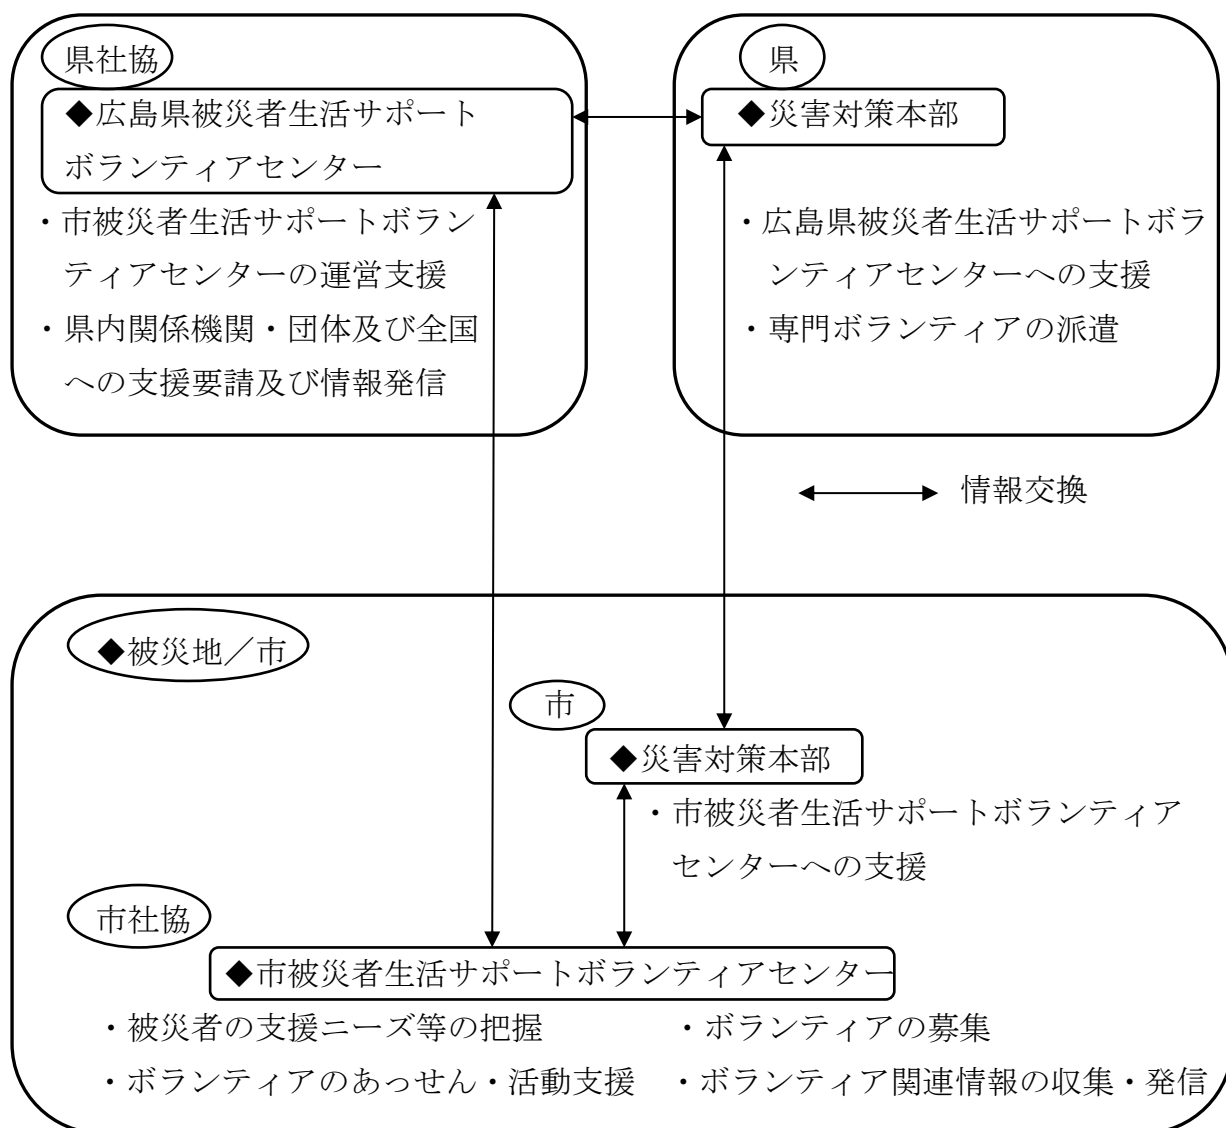 県社協
◆広島県被災者生活サポート
ボランティアセンター
・市被災者生活サポートボラン
ティアセンターの運営支援
・県内関係機関・団体及び全国
への支援要請及び情報発信
県
◆災害対策本部
・広島県被災者生活サポートボラ
ンティアセンターへの支援
・専門ボランティアの派遣
情報交換
◆被災地／市
市
◆災害対策本部
・市被災者生活サポートボランティア
センターへの支援
市社協
◆市被災者生活サポートボランティアセンター
・被災者の支援ニーズ等の把握
・ボランティアの募集
・ボランティアのあっせん・活動支援
・ボランティア関連情報の収集・発信